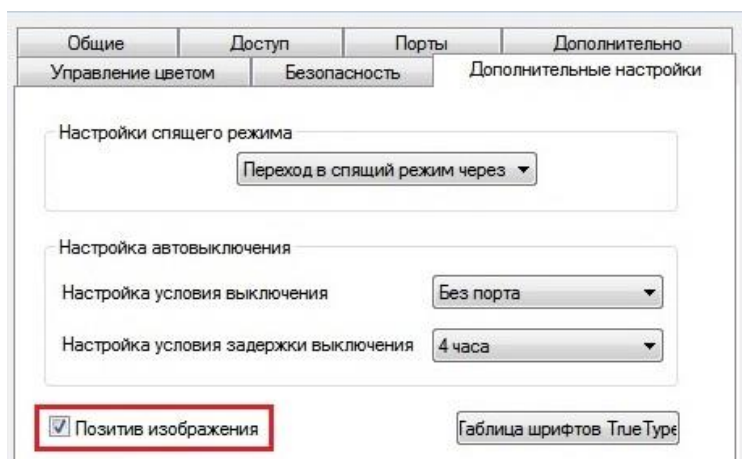 Общие Доступ Порты Дополнительно
Управление цветом Безопасность Дополнительные настройки
Настройки спящего режима
Переход в спящий режим через
Настройка автовыключения
Настройка условия выключения Без порта
Настройка условия задержки выключения 4 часа
Позитив изображения Таблица шрифтов TrueType